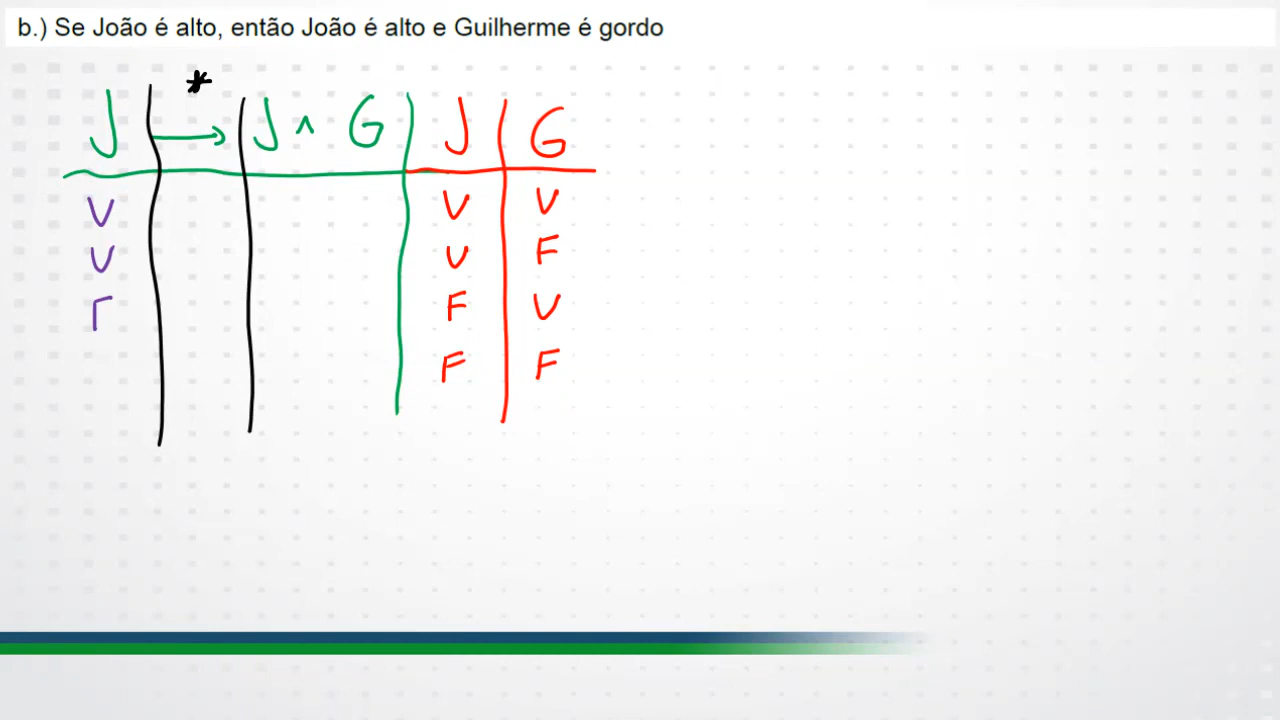 b.) Se João é alto, então João é alto e Guilherme é gordo
*
J → J ∧ G J G
V V V
V V F
F F V
F F